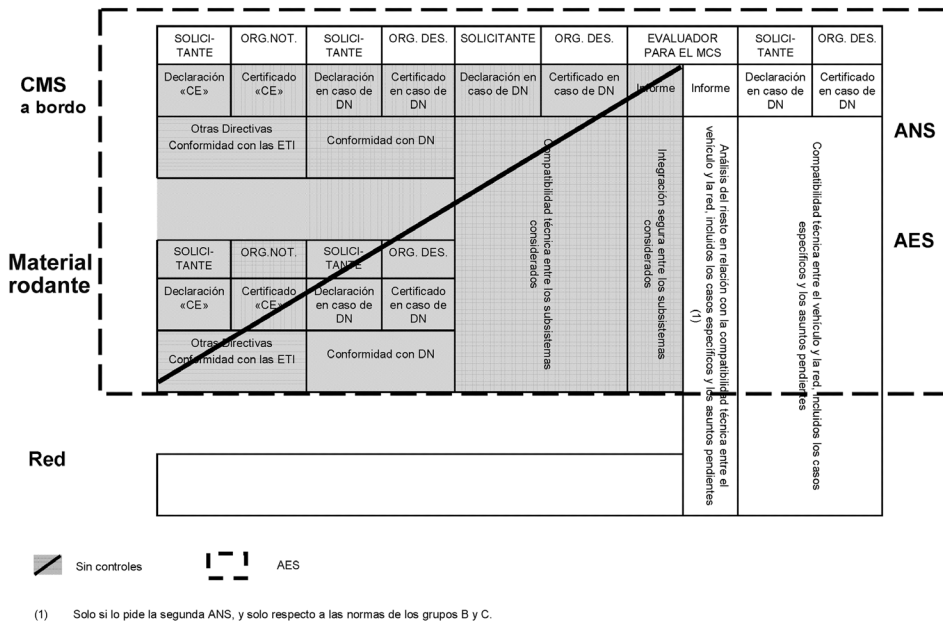 SOLICI-
TANTE
ORG.NOT.
SOLICI-
TANTE
ORG. DES.
SOLICITANTE
ORG. DES.
EVALUADOR
PARA EL MCS
SOLICI-
TANTE
ORG. DES.
CMS
a bordo
Declaración
«CE»
Certificado
«CE»
Declaración
en caso de
DN
Certificado
en caso de
DN
Declaración en
caso de DN
Certificado en
caso de DN
Informe
Informe
Declaración
en caso de
DN
Certificado
en caso de
DN
Otras Directivas
Conformidad con las ETI
Conformidad con DN
ANS
AES
Compatibilidad técnica entre los subsistemas
considerados
Integración segura entre los subsistemas
considerados
Análisis del riesto en relación con la compatibilidad técnica entre el
vehículo y la red, incluidos los casos específicos y los asuntos pendientes
(1)
Compatibilidad técnica entre el vehículo y la red, incluidos los casos
específicos y los asuntos pendientes
Material
rodante
SOLICI-
TANTE
ORG.NOT.
SOLICI-
TANTE
ORG. DES.
Declaración
«CE»
Certificado
«CE»
Declaración
en caso de
DN
Certificado
en caso de
DN
Otras Directivas
Conformidad con las ETI
Conformidad con DN
Red
Sin controles
AES
(1) Solo si lo pide la segunda ANS, y solo respecto a las normas de los grupos B y C.